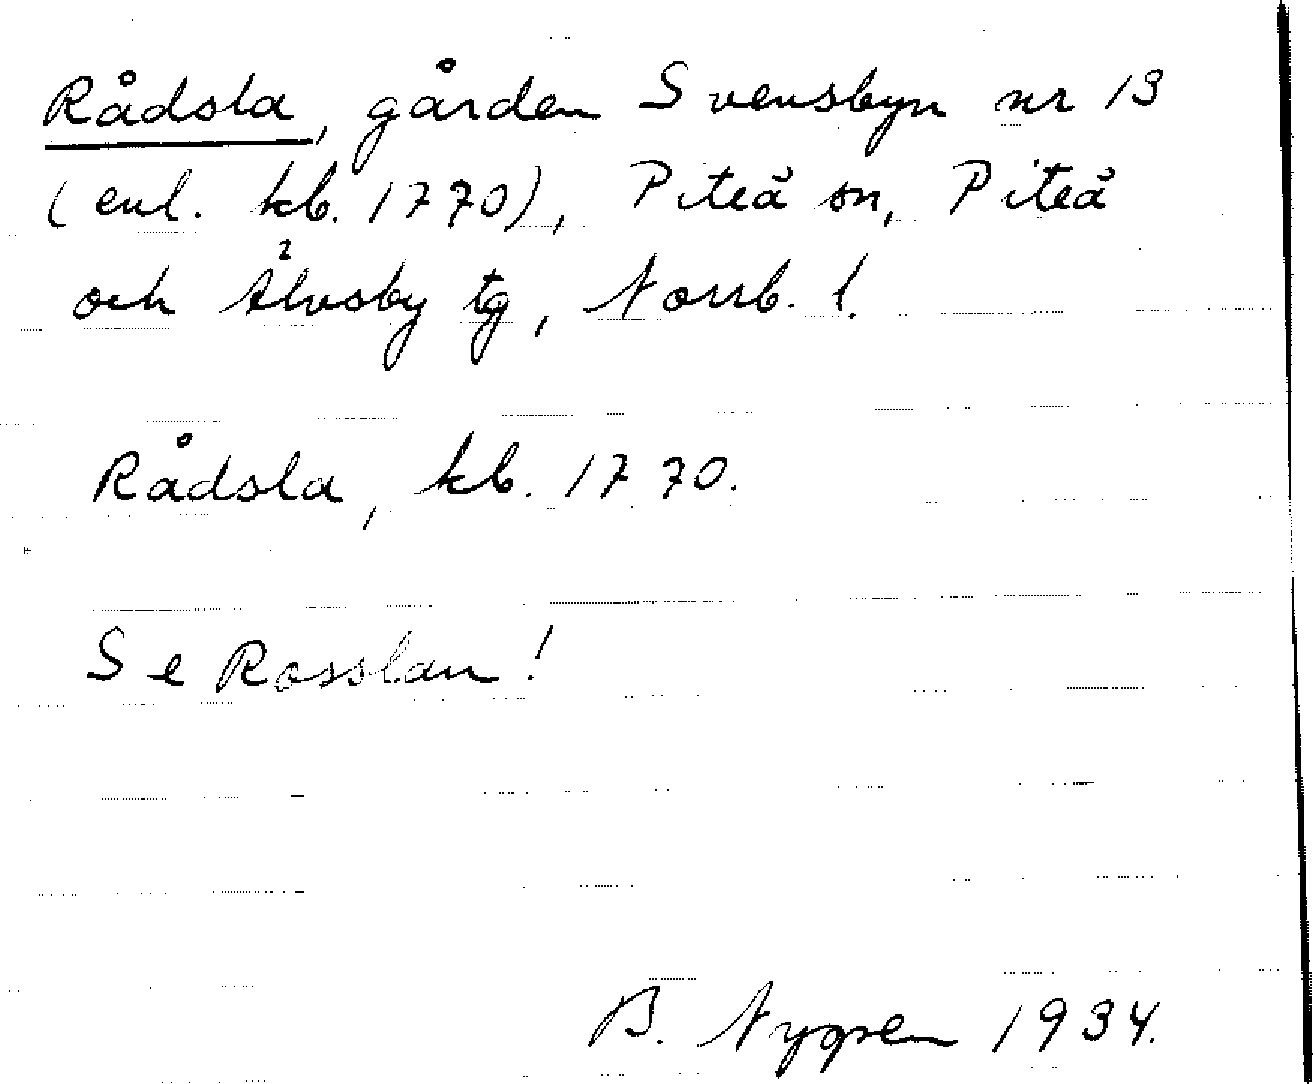 Rådsla, gården Svensbyn nr 13
(enl. kb. 1770), Piteå sn, Piteå
och Älvsby tg, Norrb. l.
Rådsla, kb. 1770.
Se Rosslan!
B. Nygren 1934.